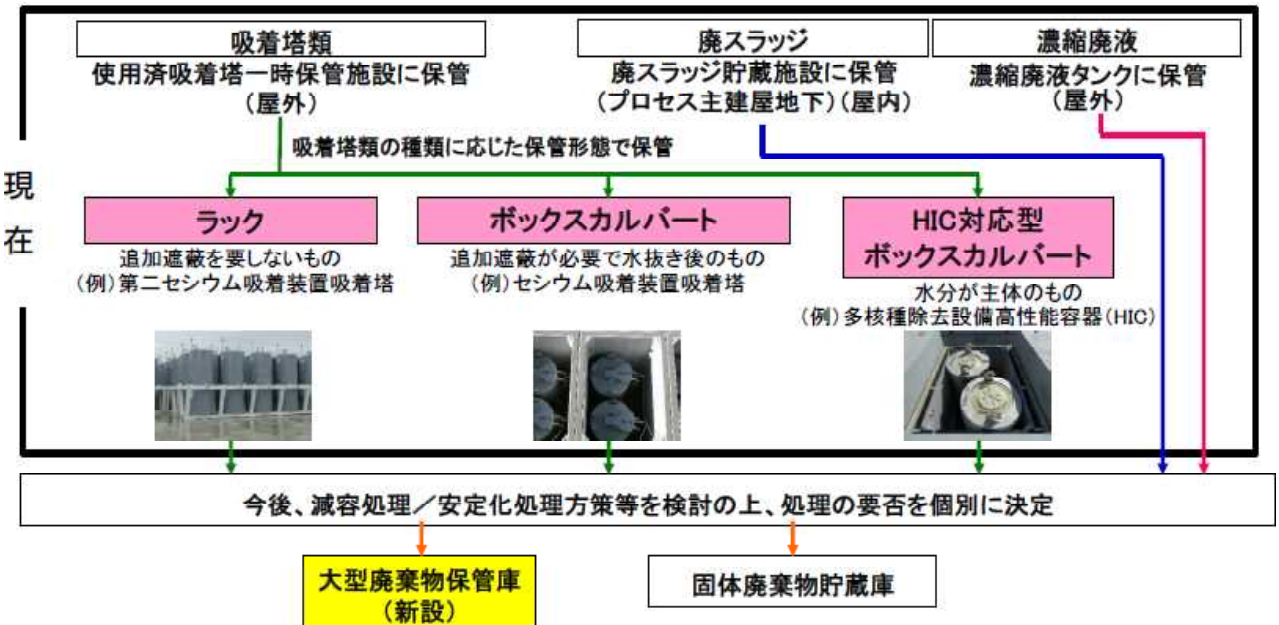 吸着塔類
使用済吸着塔一時保管施設に保管
(屋外)
廃スラッジ
廃スラッジ貯蔵施設に保管
(プロセス主建屋地下)(屋内)
濃縮廃液
濃縮廃液タンクに保管
(屋外)
吸着塔類の種類に応じた保管形態で保管
現
在
ラック
追加遮蔽を要しないもの
(例)第二セシウム吸着装置吸着塔
ボックスカルバート
追加遮蔽が必要で水抜き後のもの
(例)セシウム吸着装置吸着塔
HIC対応型
ボックスカルバート
水分が主体のもの
(例)多核種除去設備高性能容器(HIC)
今後、減容処理/安定化処理方策等を検討の上、処理の要否を個別に決定
大型廃棄物保管庫
(新設)
固体廃棄物貯蔵庫